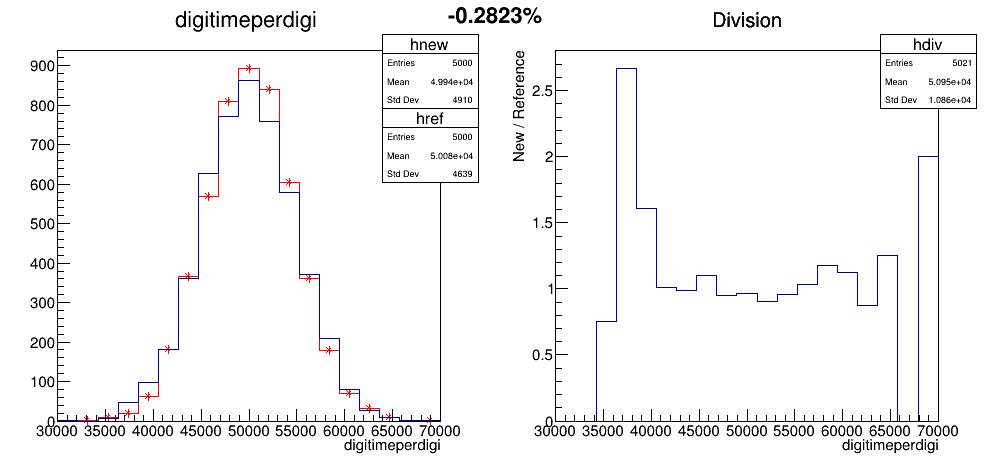 -0.2823%
digitimeperdigi
hnew
Entries 5000
Mean 4.994e+04
Std Dev 4910
href
Entries 5000
Mean 5.008e+04
Std Dev 4639
900
800
700
600
500
400
300
200
100
0
30000 35000 40000 45000 50000 55000 60000 65000 70000
digitimeperdigi
Division
hdiv
Entries 5021
Mean 5.095e+04
Std Dev 1.086e+04
New / Reference
2.5
2
1.5
1
0.5
0
30000 35000 40000 45000 50000 55000 60000 65000 70000
digitimeperdigi